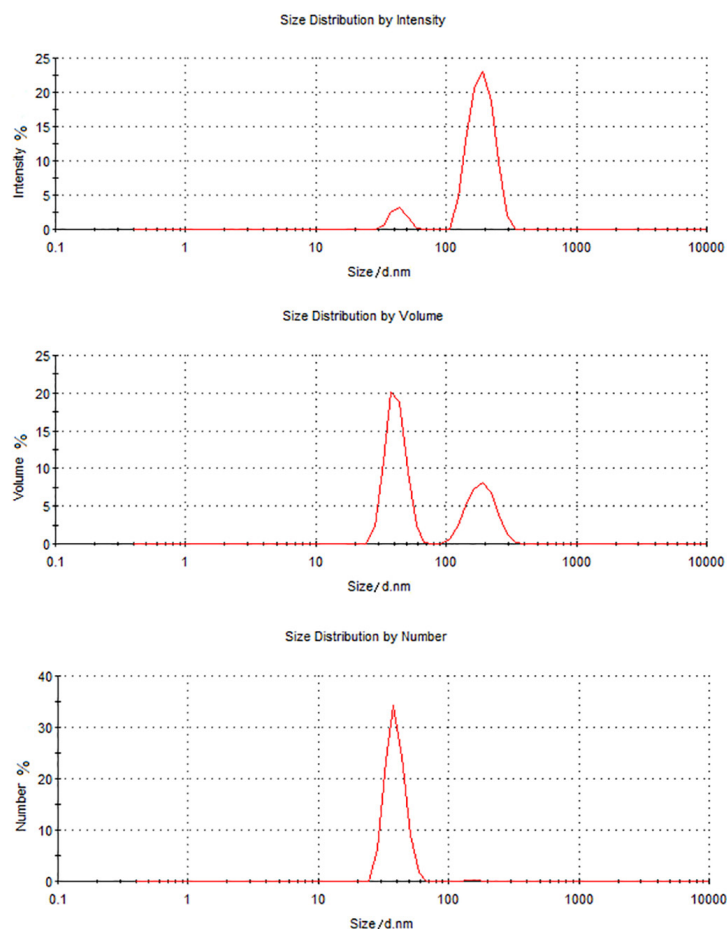 Size Distribution by Intensity
25
20
15
10
5
0
Intensity %
0.1 1 10 100 1000 10000
Size/d.nm
Size Distribution by Volume
25
20
15
10
5
0
Volume %
0.1 1 10 100 1000 10000
Size/d.nm
Size Distribution by Number
40
30
20
10
0
Number %
0.1 1 10 100 1000 10000
Size/d.nm